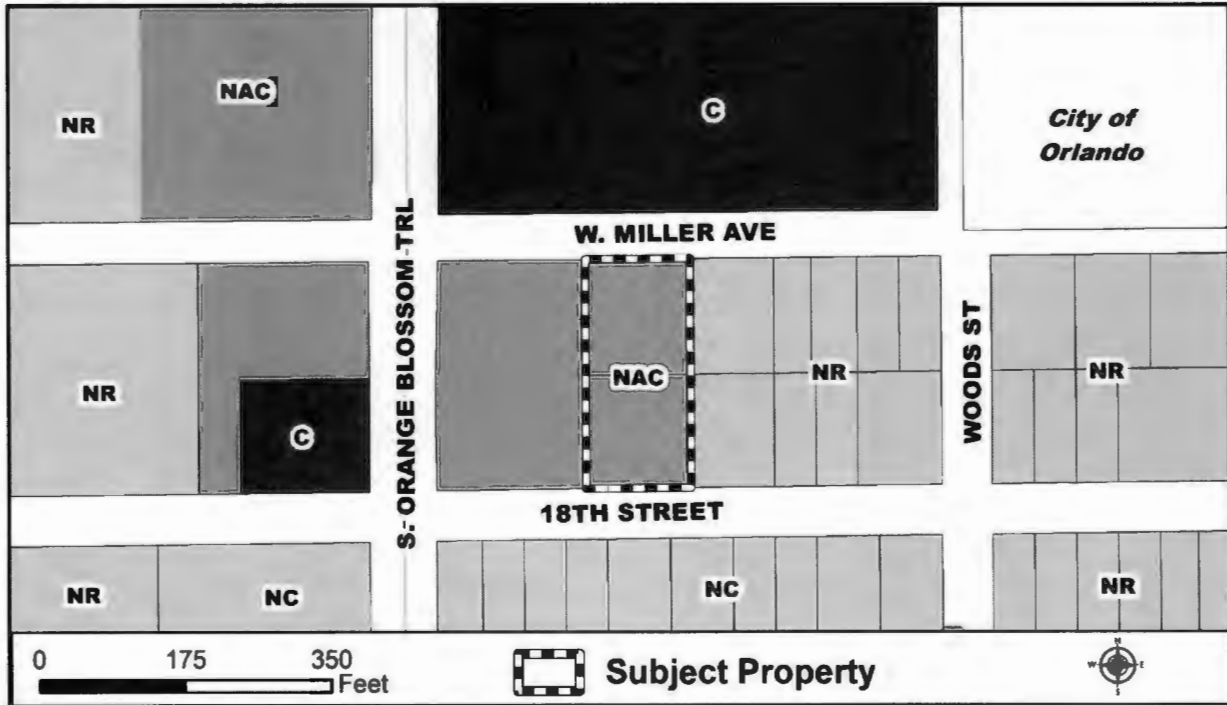 NR
NAC
C
City of
Orlando
W. MILLER AVE
S. ORANGE BLOSSOM TRL
NR
C
NAC
NR
WOODS ST
NR
18TH STREET
NR
NC
NC
NR
0 175 350
Feet
Subject Property
N
W E
S